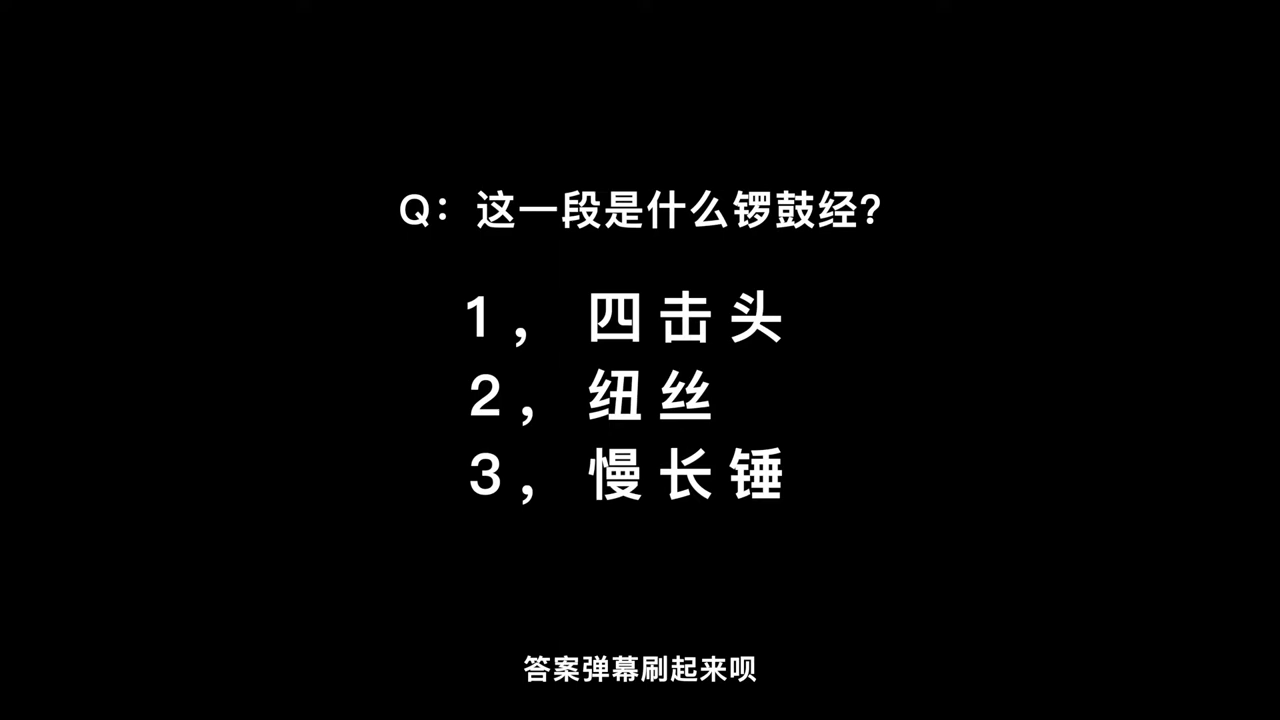 Q：这一段是什么锣鼓经？
1， 四击头
2， 纽丝
3， 慢长锤
答案弹幕刷起来呗